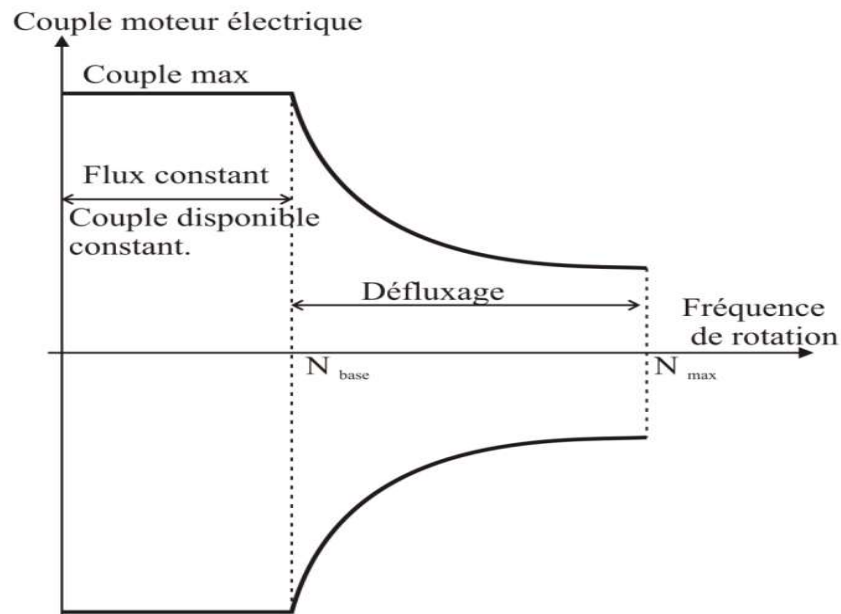 Couple moteur électrique
Couple max
Flux constant
Couple disponible
constant.
Défluxage
Fréquence
de rotation
N base
N max